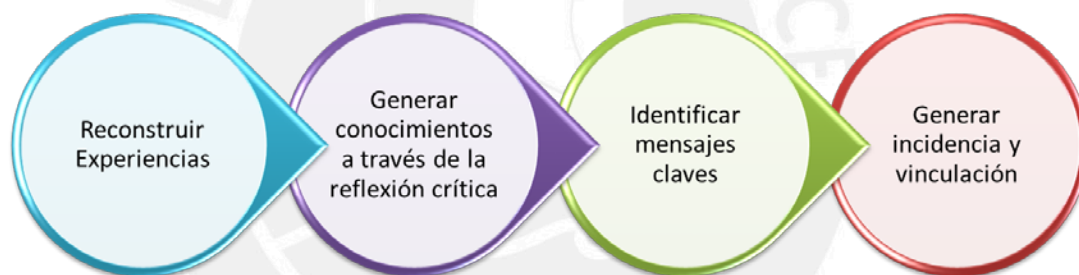 Reconstruir
Experiencias
Generar
conocimientos
a través de la
reflexión crítica
Identificar
mensajes
claves
Generar
incidencia y
vinculación